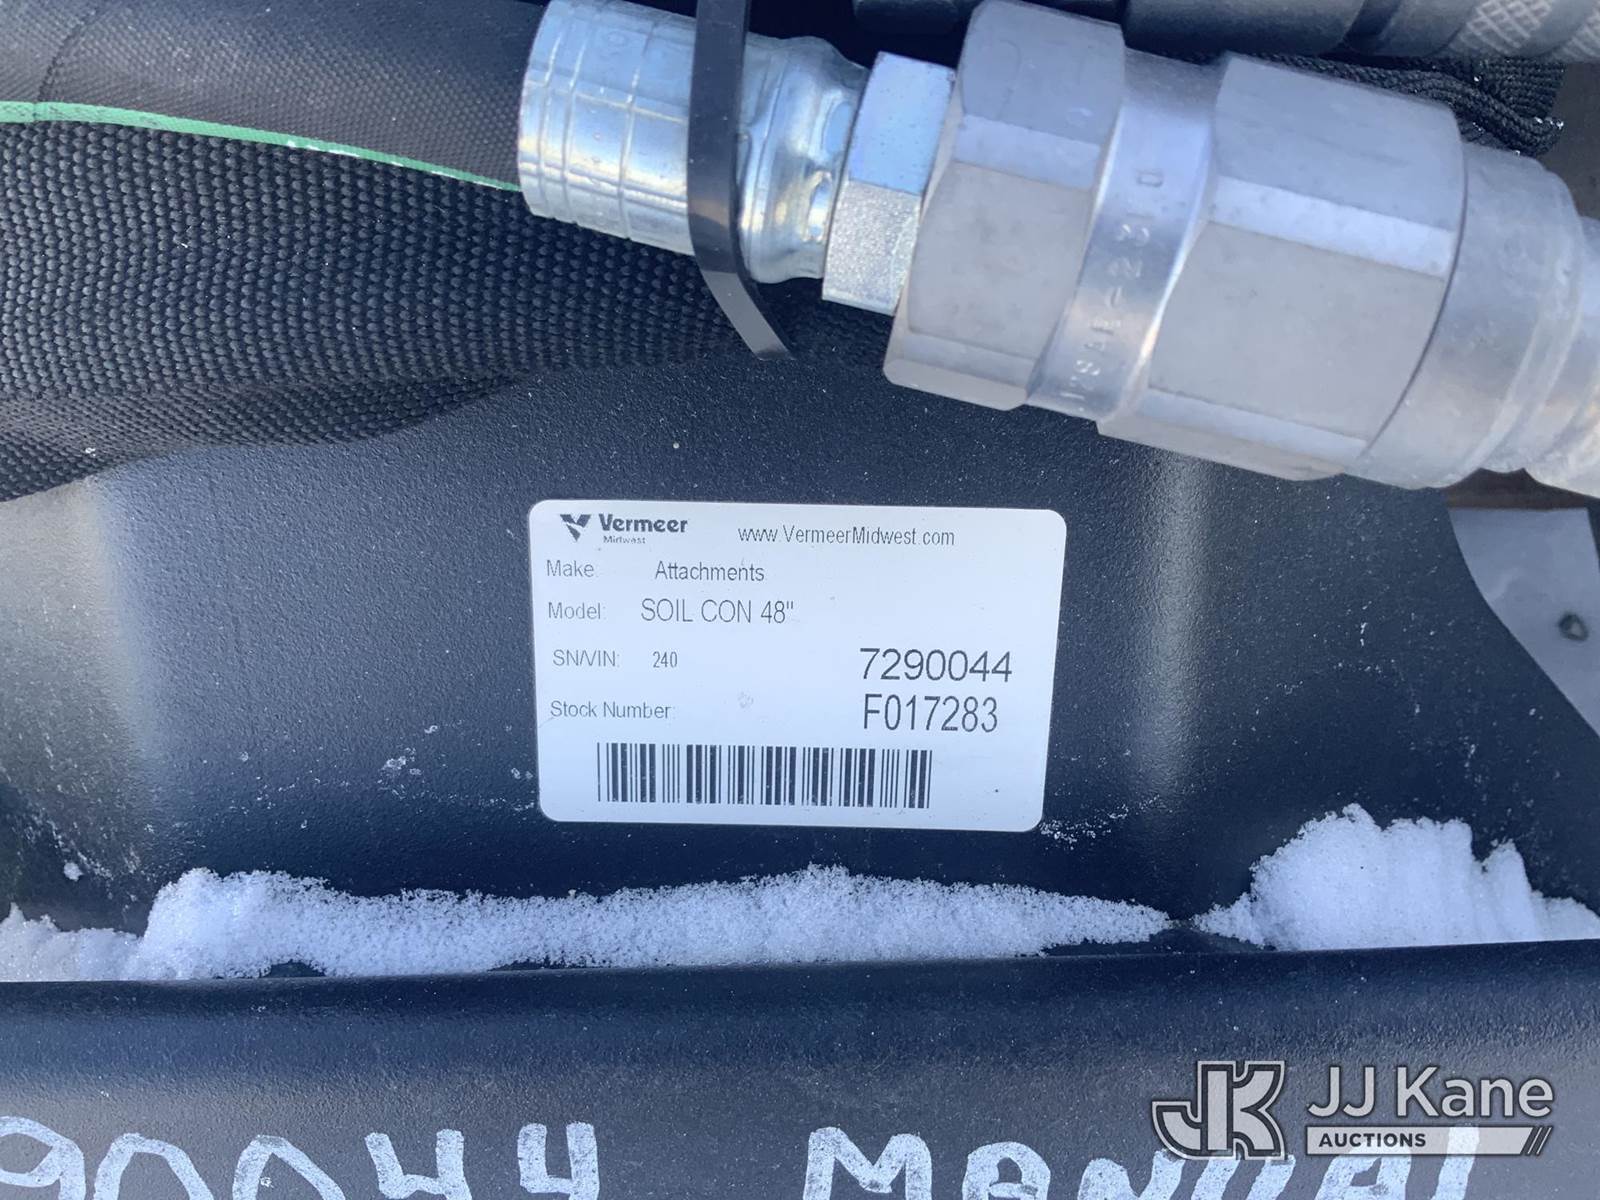 Vermeer
Midwest
www.VermeerMidwest.com
Make: Attachments
Model: SOIL CON 48"
SN/VIN: 240
7290044
Stock Number:
F017283
90044 MANUAL
JK JJ Kane
AUCTIONS